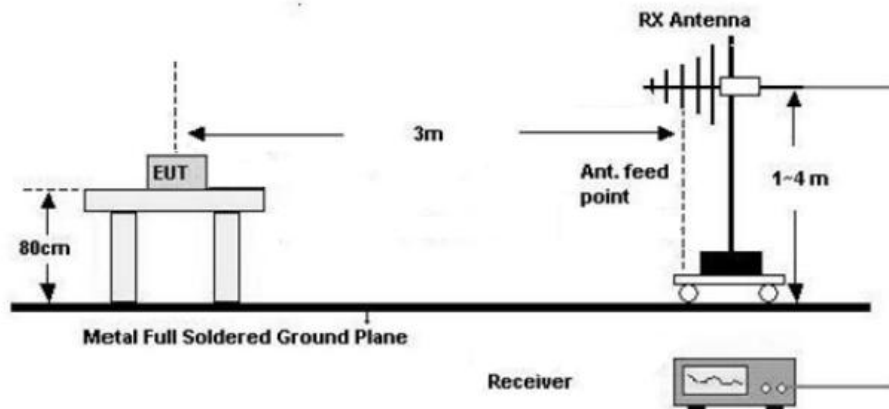 RX Antenna
3m
EUT
Ant. feed
point
1~4 m
80cm
Metal Full Soldered Ground Plane
Receiver